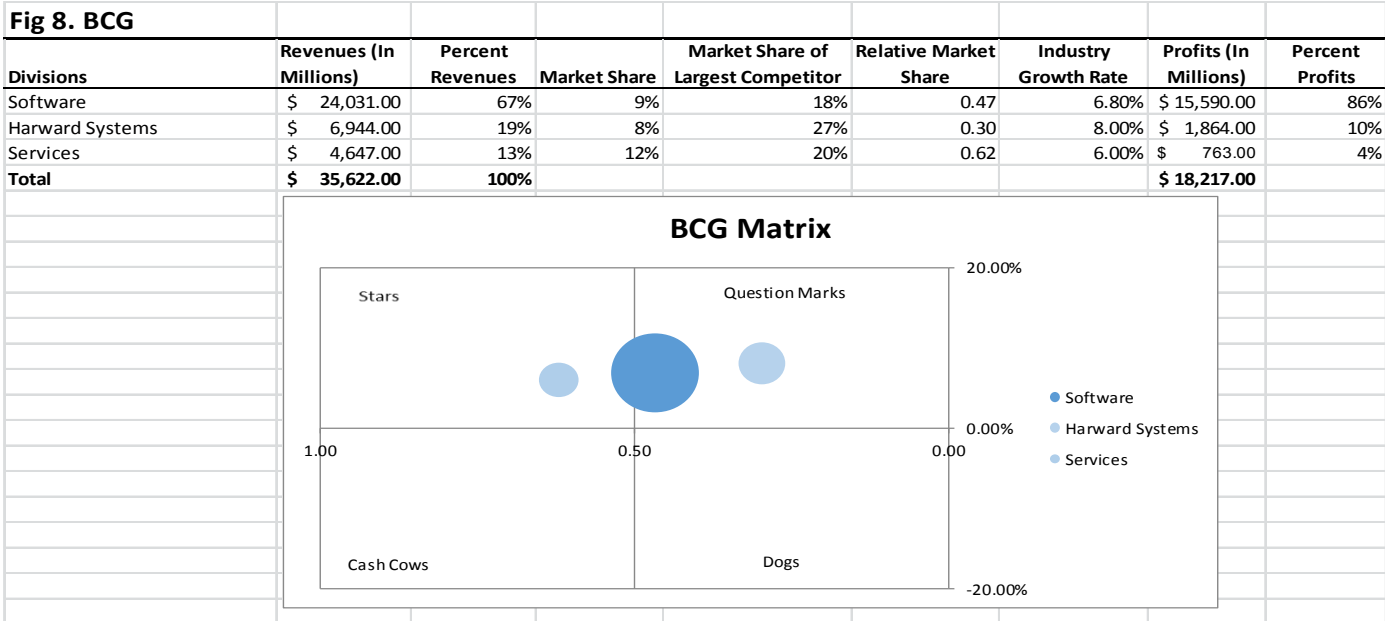 Fig 8. BCG
Revenues (In Percent Market Share of Relative Market Industry Profits (In Percent
Divisions Millions) Revenues Market Share Largest Competitor Share Growth Rate Millions) Profits
Software $ 24,031.00 67% 9% 18% 0.47 6.80% $ 15,590.00 86%
Harward Systems $ 6,944.00 19% 8% 27% 0.30 8.00% $ 1,864.00 10%
Services $ 4,647.00 13% 12% 20% 0.62 6.00% $ 763.00 4%
Total $ 35,622.00 100% $ 18,217.00
BCG Matrix
20.00%
Stars Question Marks
Software
0.00% Harward Systems
1.00 0.50 0.00
Services
Cash Cows Dogs
-20.00%